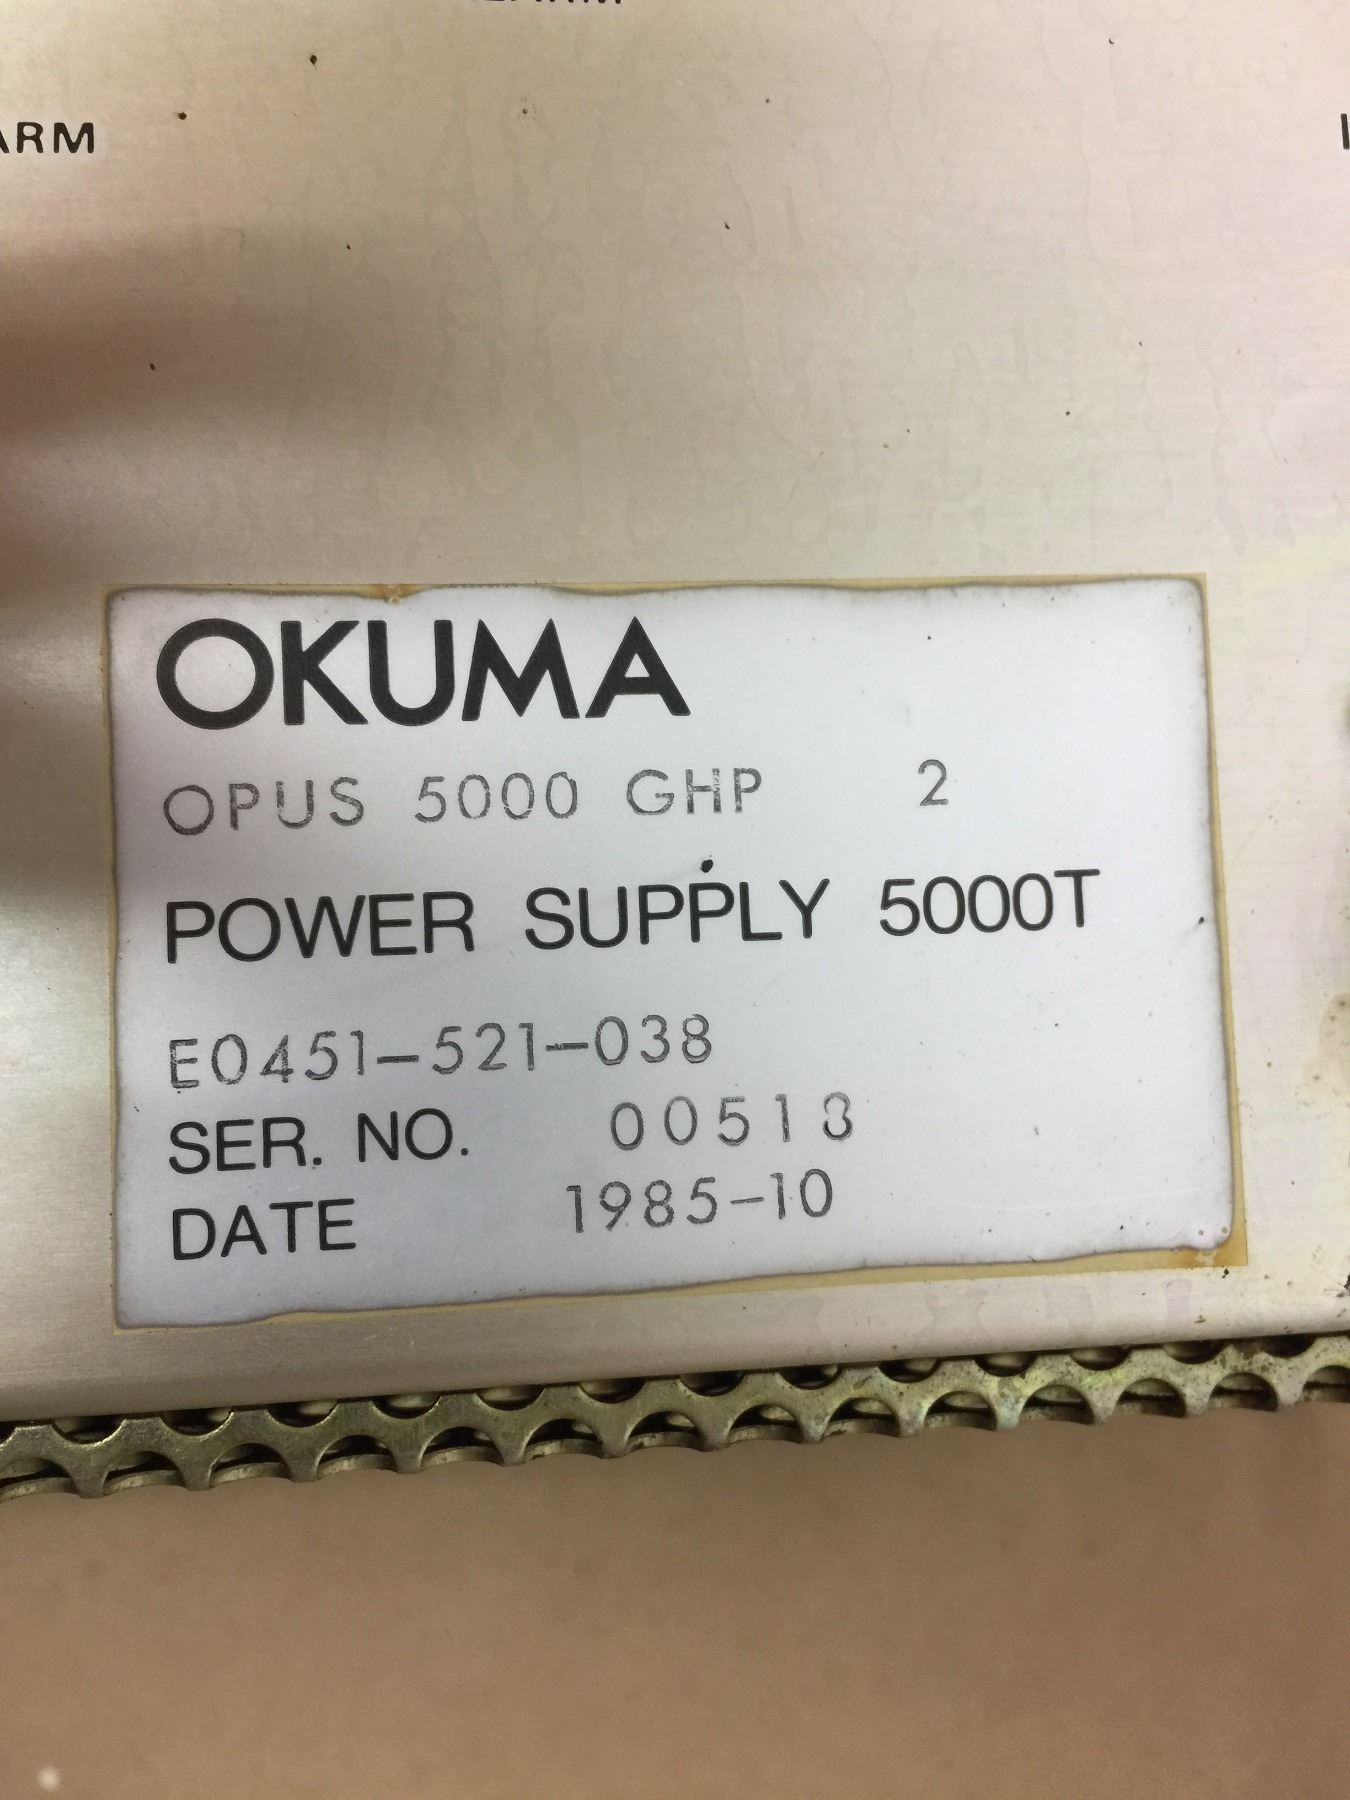 ARM
OKUMA
OPUS 5000 GHP 2
POWER SUPPLY 5000T
E0451-521-038
SER. NO. 00518
DATE 1985-10